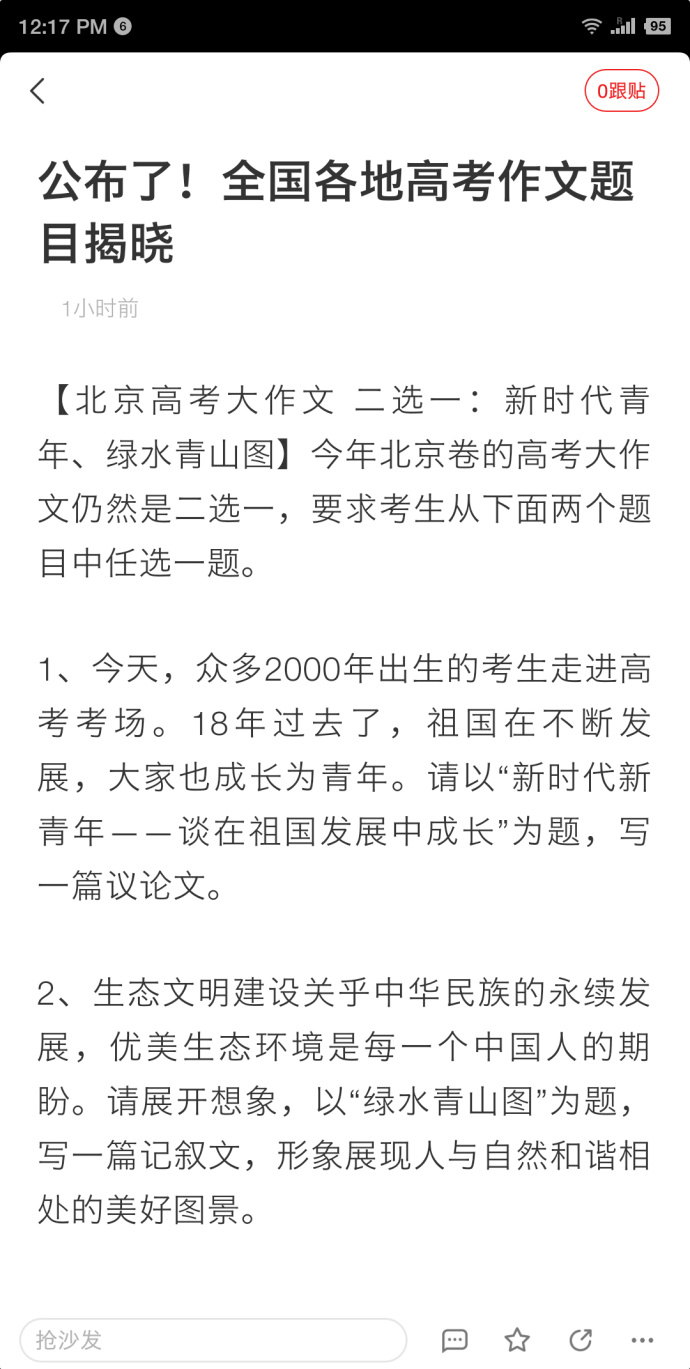 12:17 PM 6
R 95
0跟贴
公布了！全国各地高考作文题
目揭晓
1小时前
【北京高考大作文 二选一：新时代青
年、绿水青山图】今年北京卷的高考大作
文仍然是二选一，要求考生从下面两个题
目中任选一题。
1、今天，众多2000年出生的考生走进高
考考场。18年过去了，祖国在不断发
展，大家也成长为青年。请以“新时代新
青年——谈在祖国发展中成长”为题，写
一篇议论文。
2、生态文明建设关乎中华民族的永续发
展，优美生态环境是每一个中国人的期
盼。请展开想象，以“绿水青山图”为题，
写一篇记叙文，形象展现人与自然和谐相
处的美好图景。
抢沙发